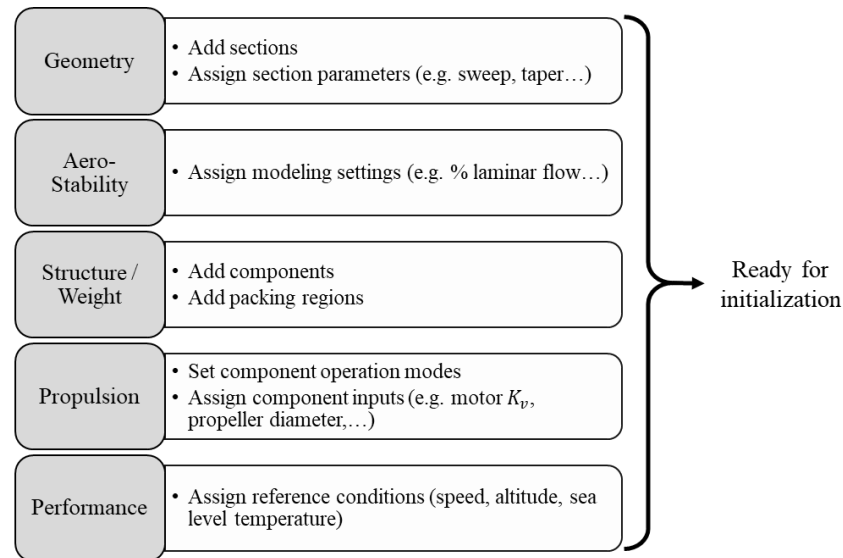 Geometry
• Add sections
• Assign section parameters (e.g. sweep, taper…)
Aero-
Stability
• Assign modeling settings (e.g. % laminar flow…)
Structure /
Weight
• Add components
• Add packing regions
Propulsion
• Set component operation modes
• Assign component inputs (e.g. motor K_v,
propeller diameter,…)
Performance
• Assign reference conditions (speed, altitude, sea
level temperature)
Ready for
initialization